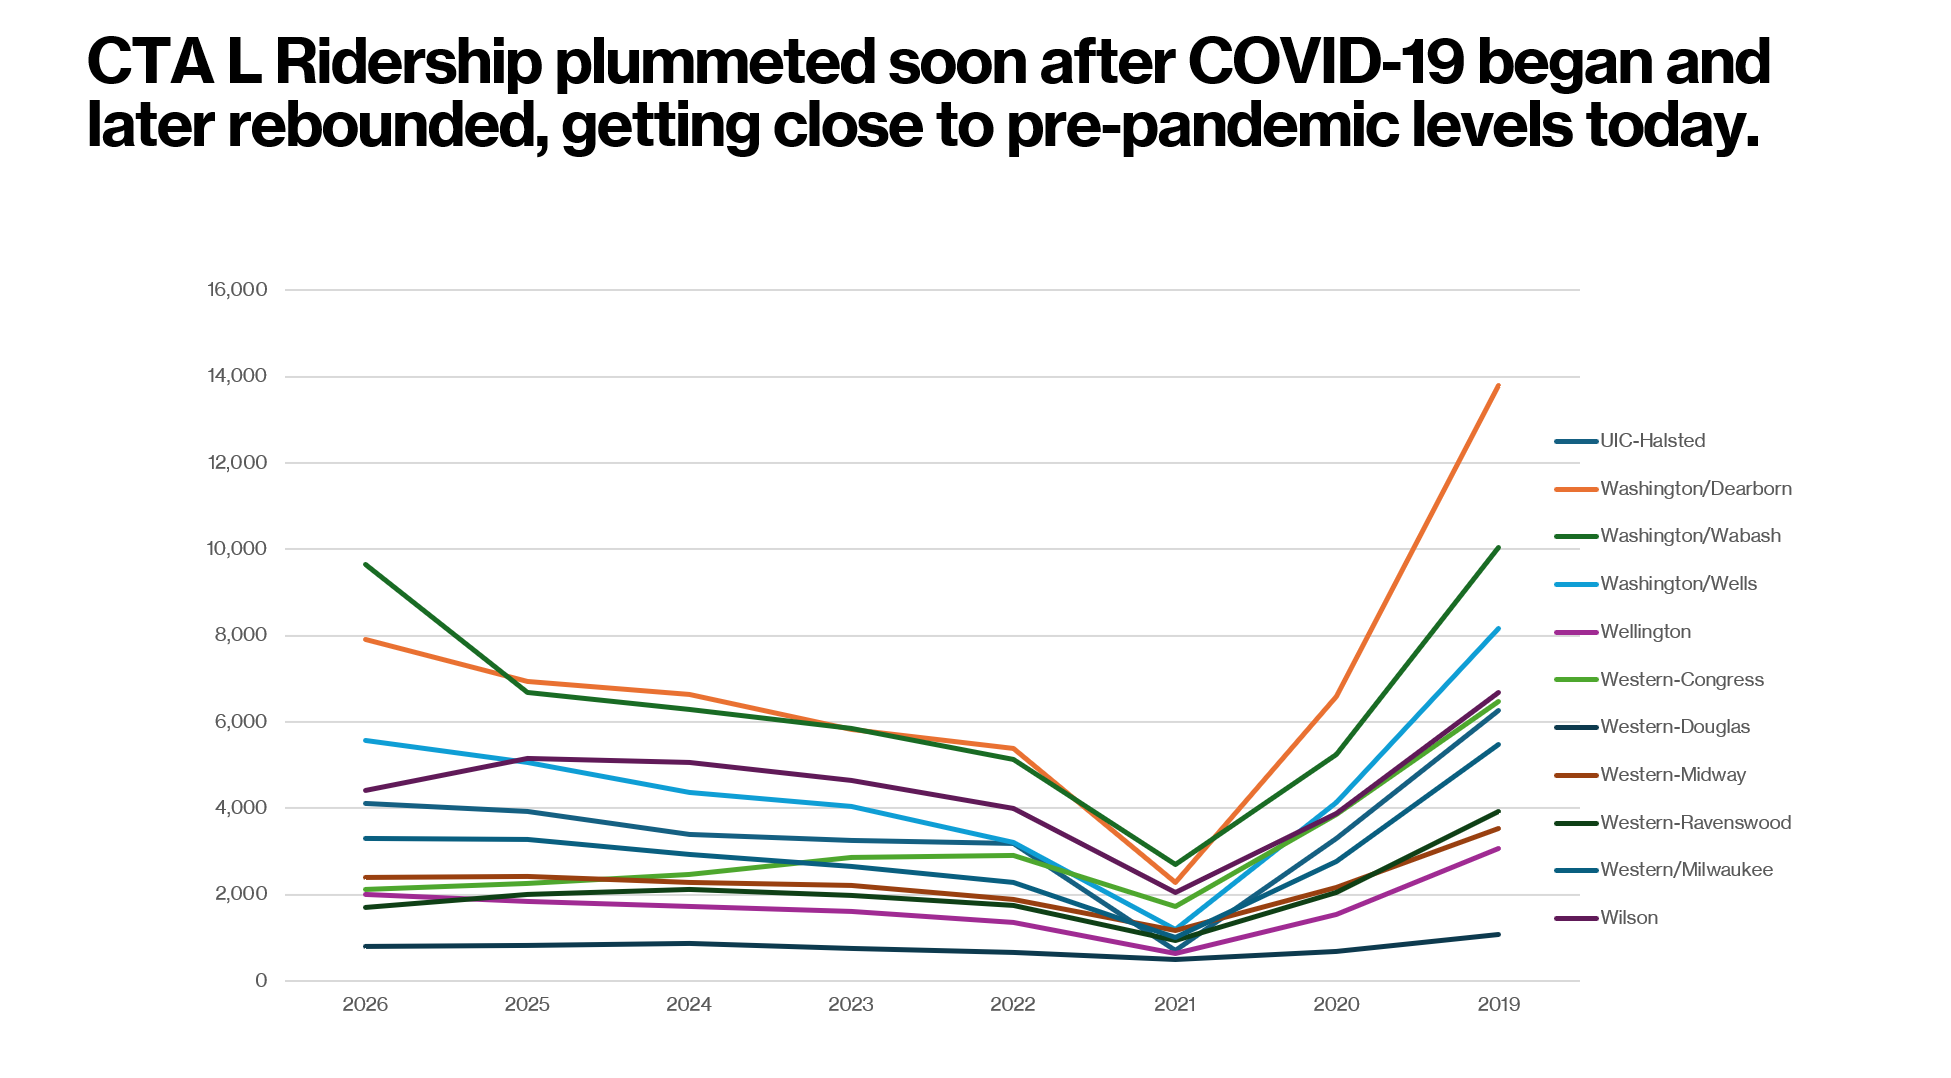 CTA L Ridership plummeted soon after COVID-19 began and
later rebounded, getting close to pre-pandemic levels today.
16,000
14,000
12,000
10,000
8,000
6,000
4,000
2,000
0
2026
2025
2024
2023
2022
2021
2020
2019
UIC-Halsted
Washington/Dearborn
Washington/Wabash
Washington/Wells
Wellington
Western-Congress
Western-Douglas
Western-Midway
Western-Ravenswood
Western/Milwaukee
Wilson